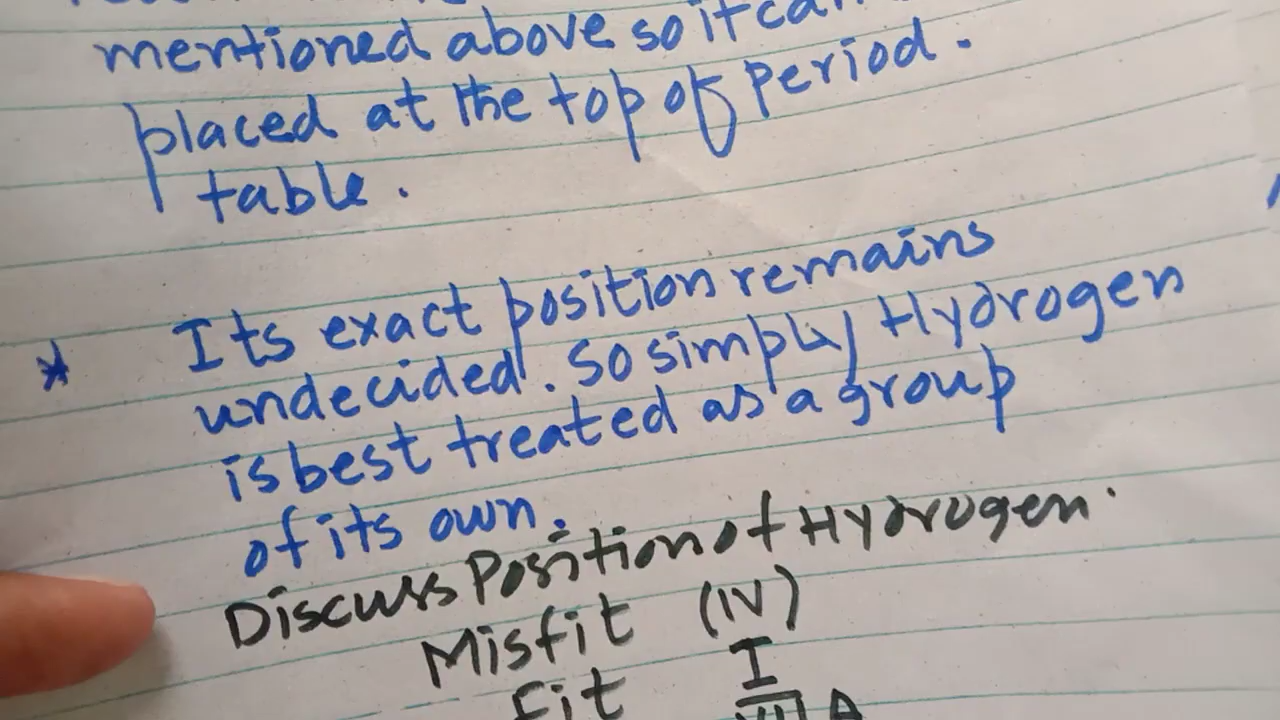 mentioned above so it can
placed at the top of period
table.
* Its exact position remains
undecided. So simply Hydrogen
is best treated as a group
of its own.
Discuss Position of Hydrogen.
Misfit (IV)
Fit I
VII A